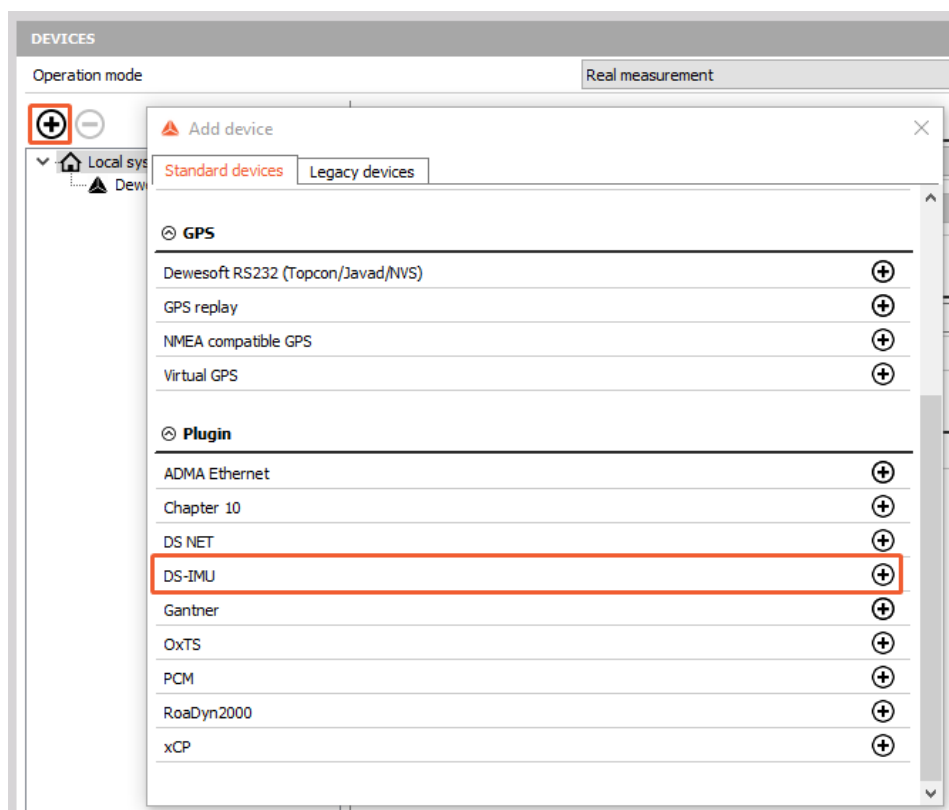 DEVICES
Operation mode
Real measurement
Add device
Local sys
Dew
Standard devices
Legacy devices
GPS
Dewesoft RS232 (Topcon/Javad/NVS)
GPS replay
NMEA compatible GPS
Virtual GPS
Plugin
ADMA Ethernet
Chapter 10
DS NET
DS-IMU
Gantner
OxTS
PCM
RoaDyn2000
xCP